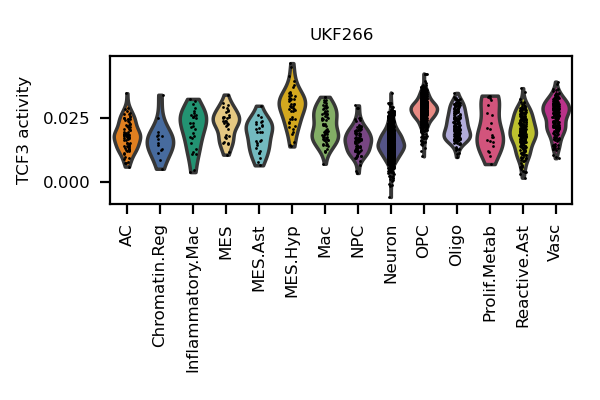 UKF266
TCF3 activity
0.025
0.000
AC
Chromatin.Reg
Inflammatory.Mac
MES
MES.Ast
MES.Hyp
Mac
NPC
Neuron
OPC
Oligo
Prolif.Metab
Reactive.Ast
Vasc